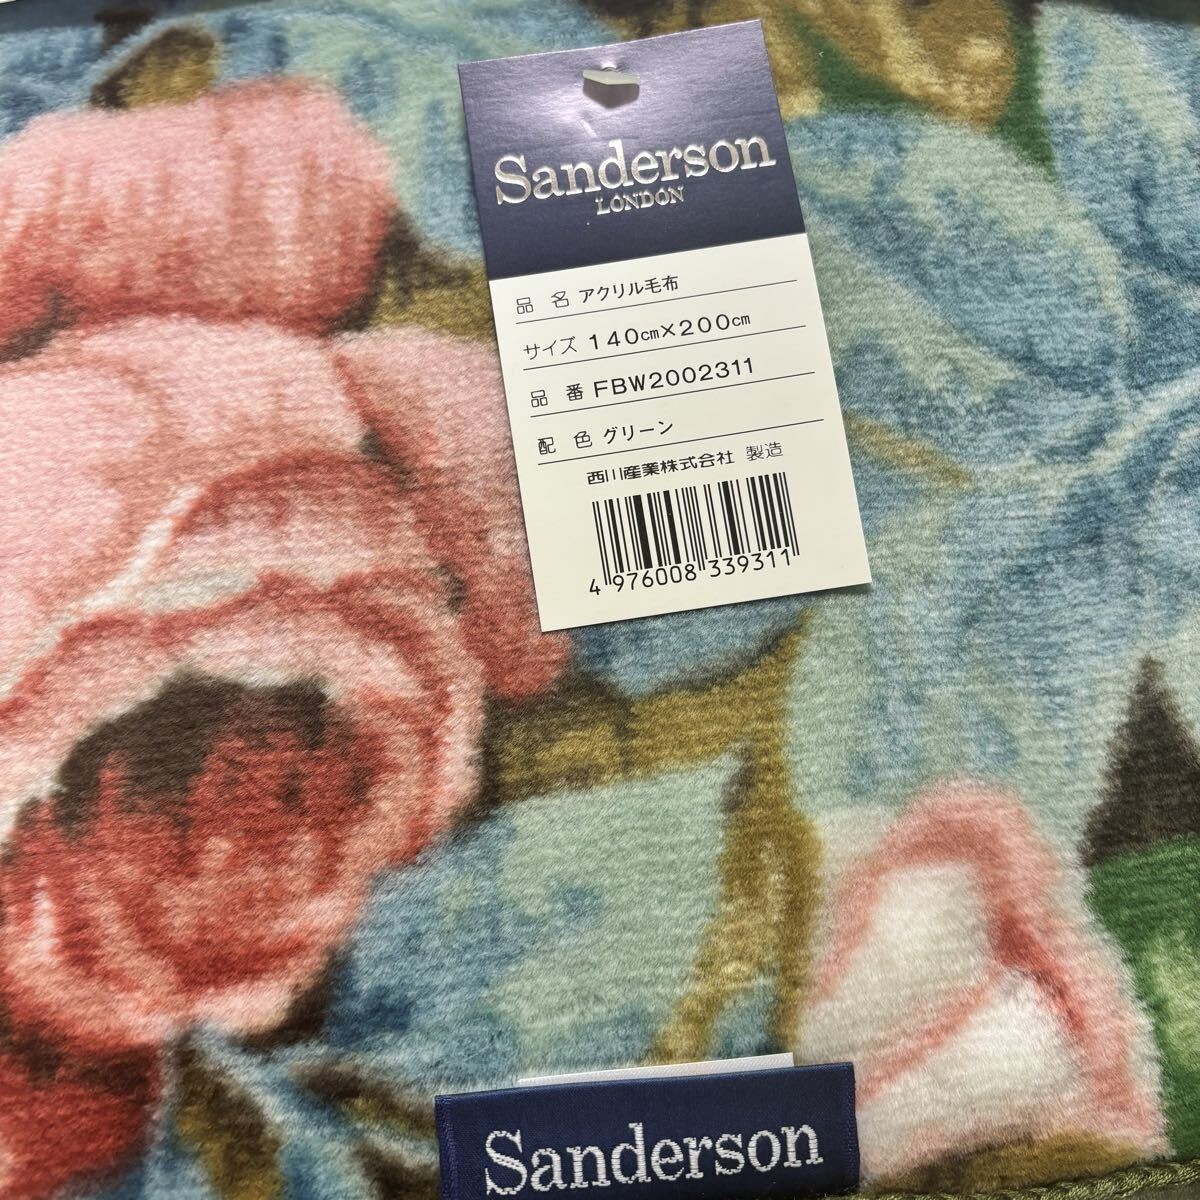 Sanderson
LONDON
品名 アクリル毛布
サイズ 140cm×200cm
品番 FBW2002311
配色 グリーン
西川産業株式会社 製造
4 976008 339311
Sanderson